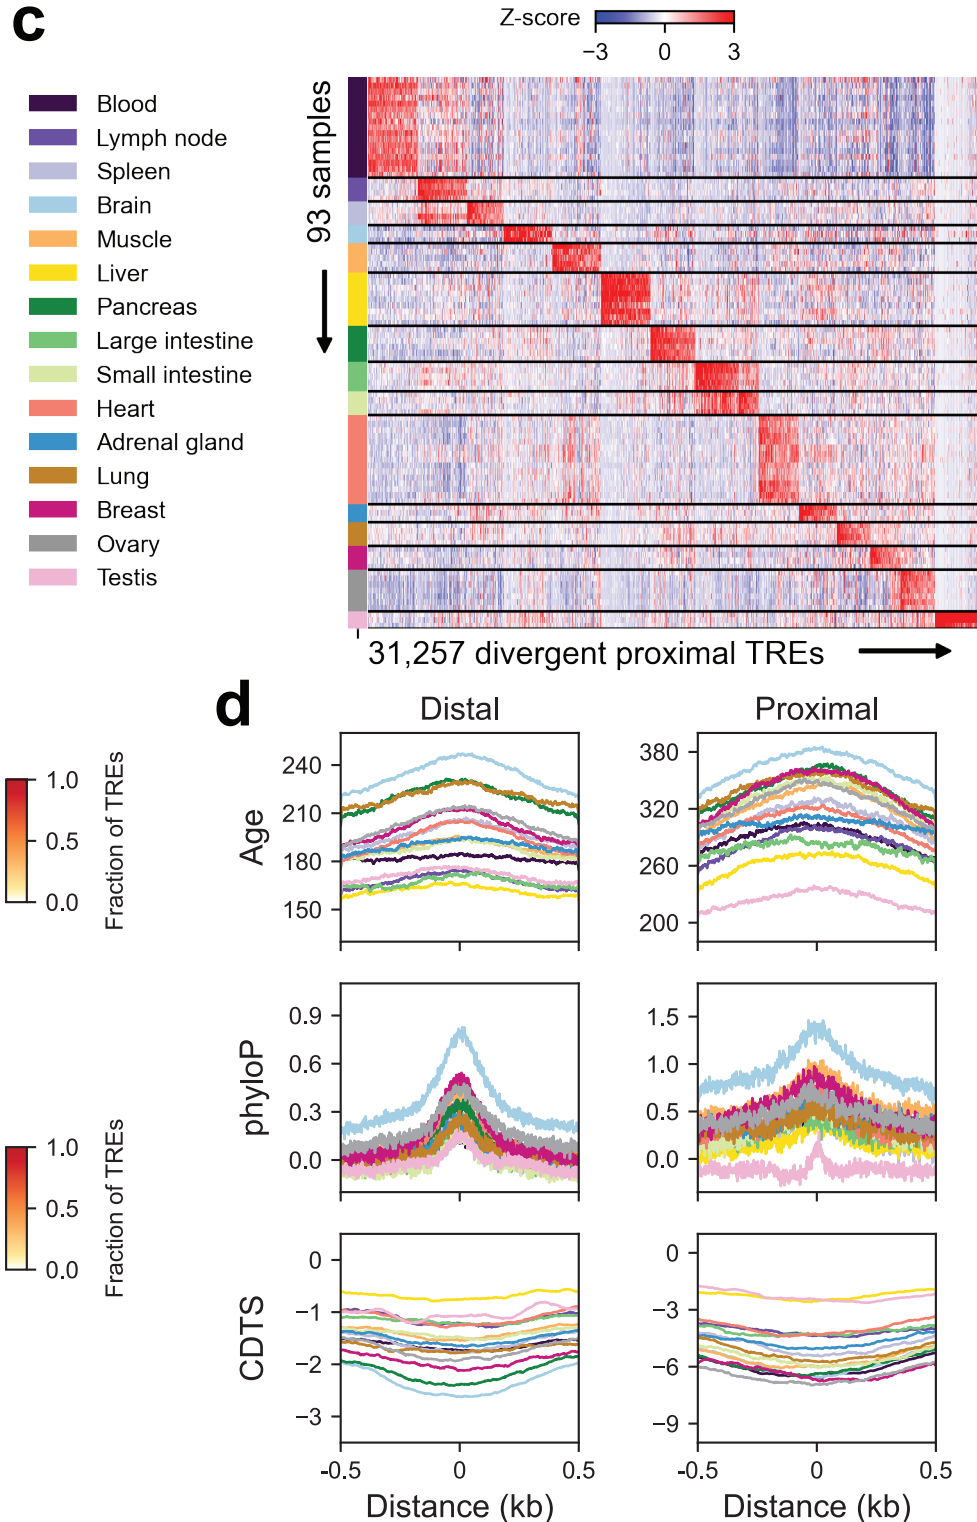 c
Z-score
−3 0 3
Blood
Lymph node
Spleen
Brain
Muscle
Liver
Pancreas
Large intestine
Small intestine
Heart
Adrenal gland
Lung
Breast
Ovary
Testis
93 samples
31,257 divergent proximal TREs
d
Distal
Proximal
1.0
0.5
0.0
Fraction of TREs
Age
240
210
180
150
380
320
260
200
phyloP
0.9
0.6
0.3
0.0
1.5
1.0
0.5
0.0
1.0
0.5
0.0
Fraction of TREs
CDTS
0
−1
−2
−3
0
−3
−6
−9
-0.5 0 0.5
-0.5 0 0.5
Distance (kb)
Distance (kb)